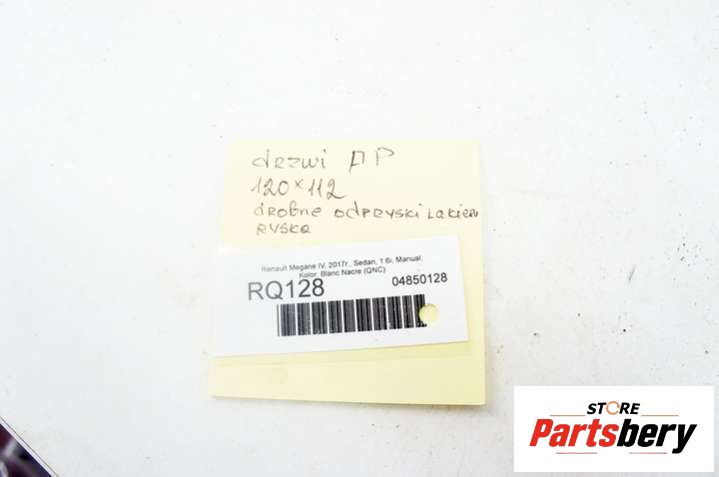 drzwi PP
120x112
drobne odpryski lakieru
ryska
Renault Megane IV, 2017r., Sedan, 1.6i, Manual,
Kolor: Blanc Nacre (QNC)
RQ128 04850128
STORE
Partsbery